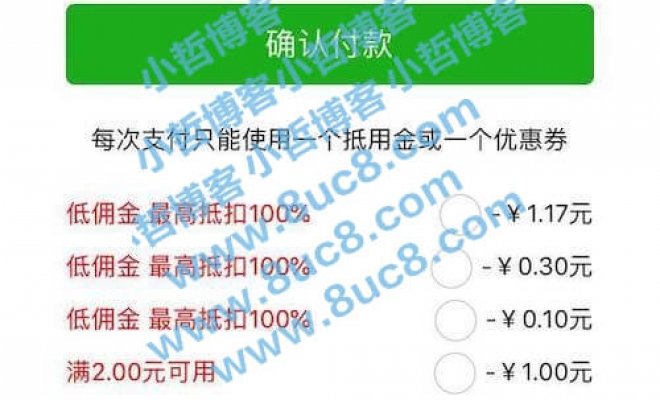 确认付款
每次支付只能使用一个抵用金或一个优惠券
低佣金 最高抵扣100% -￥1.17元
低佣金 最高抵扣100% -￥0.30元
低佣金 最高抵扣100% -￥0.10元
满2.00元可用 -￥1.00元
小哲博客小哲博客小哲博客
小哲博客小哲博客
www.8uc8.com
www.8uc8.com
www.8uc8.com